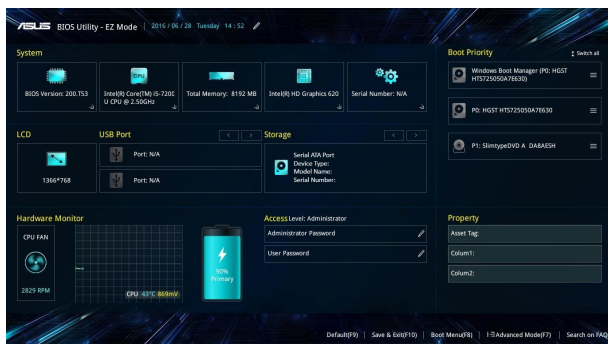 ASUS BIOS Utility - EZ Mode 2016 / 06 / 28 Tuesday 14 : 52
System
BIOS Version: 200.T53
CPU
Intel(R) Core(TM) i5-7200
U CPU @ 2.50GHz
Total Memory: 8192 MB
Intel(R) HD Graphics 620
Serial Number: N/A
Boot Priority
Switch all
Windows Boot Manager (P0: HGST
HTS725050A7E630)
P0: HGST HTS725050A7E630
P1: SlimtypeDVD A DA8AESH
LCD
1366*768
USB Port
< >
Port: N/A
Port: N/A
Storage
< >
Serial ATA Port
Device Type:
Model Name:
Serial Number:
Hardware Monitor
CPU FAN
2829 RPM
CPU 43°C 869mV
90%
Primary
Access Level: Administrator
Administrator Password
User Password
Property
Asset Tag:
Colum1:
Colum2:
Default(F9) | Save & Exit(F10) | Boot Menu(F8) | Advanced Mode(F7) | Search on FAQ